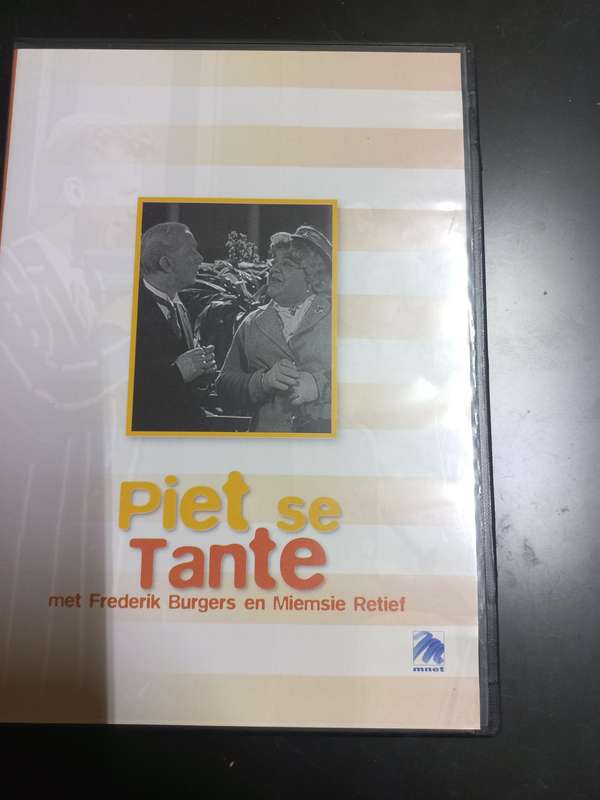 Piet se
Tante
met Frederik Burgers en Miemsie Retief
mnet